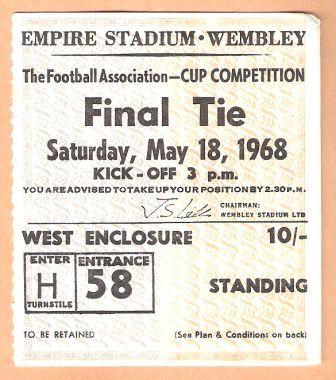 EMPIRE STADIUM · WEMBLEY
The Football Association—CUP COMPETITION
Final Tie
Saturday, May 18, 1968
KICK-OFF 3 p.m.
YOU ARE ADVISED TO TAKE UP YOUR POSITION BY 2.30 P.M.
CHAIRMAN:
WEMBLEY STADIUM LTD
WEST ENCLOSURE 10/-
ENTER
H
TURNSTILE
ENTRANCE
58
STANDING
TO BE RETAINED (See Plan & Conditions on back)